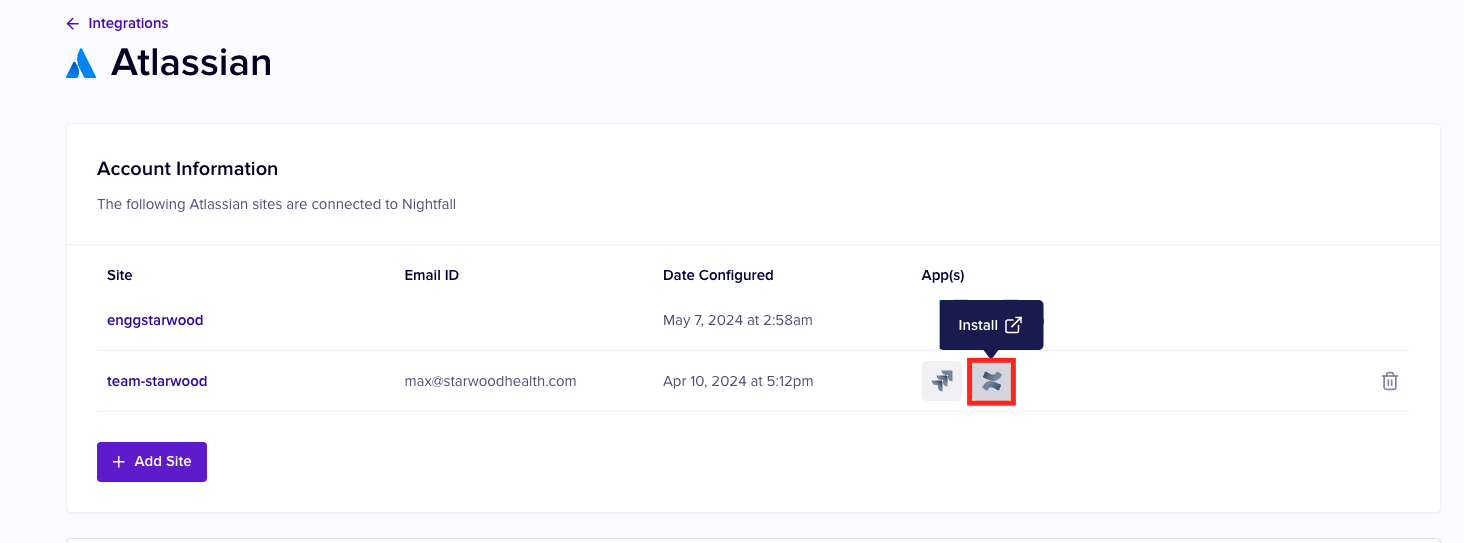 Integrations
Atlassian
Account Information
The following Atlassian sites are connected to Nightfall
Site Email ID Date Configured App(s)
enggstarwood May 7, 2024 at 2:58am Install
team-starwood max@starwoodhealth.com Apr 10, 2024 at 5:12pm
+ Add Site